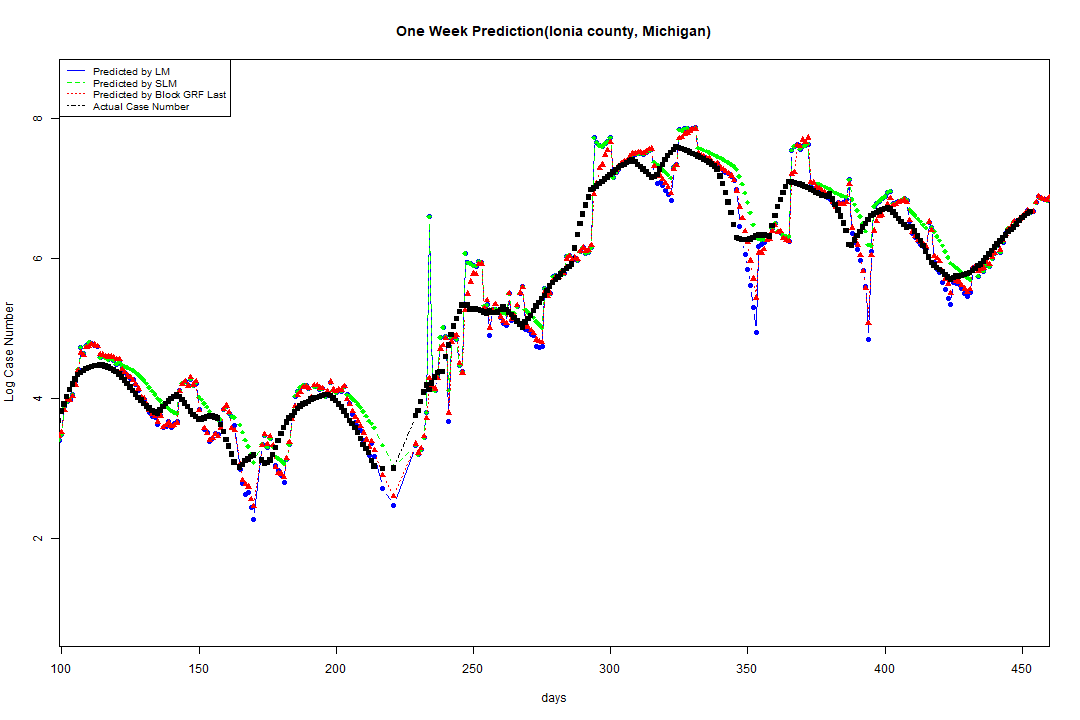 One Week Prediction(Ionia county, Michigan)
Predicted by LM
Predicted by SLM
Predicted by Block GRF Last
Actual Case Number
8
6
4
2
Log Case Number
100 150 200 250 300 350 400 450
days